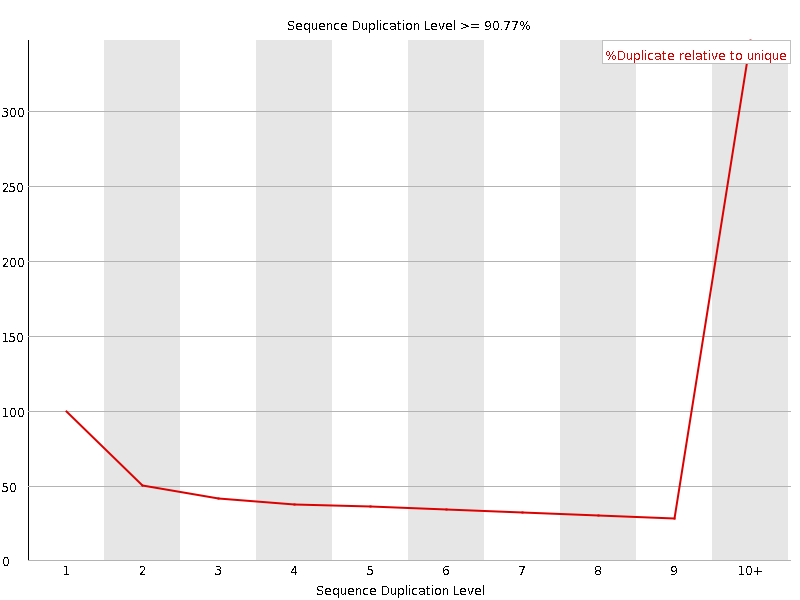 Sequence Duplication Level >= 90.77%
%Duplicate relative to unique
300
250
200
150
100
50
0
1 2 3 4 5 6 7 8 9 10+
Sequence Duplication Level